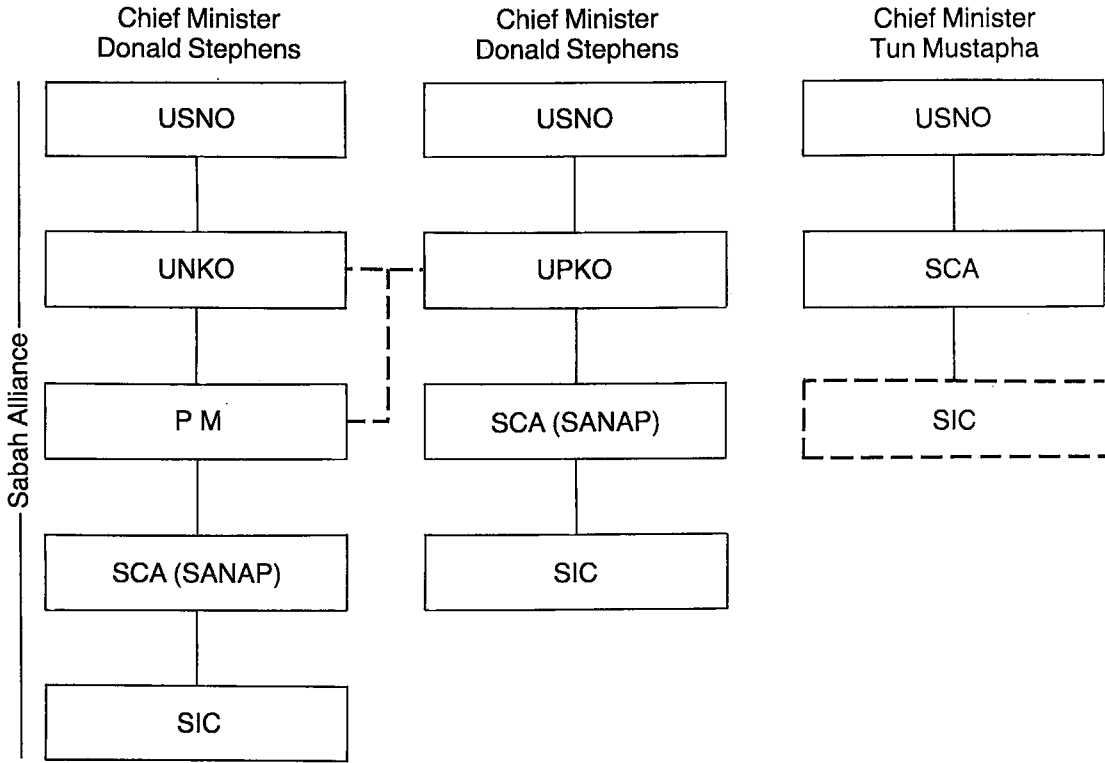 Chief Minister
Donald Stephens
Chief Minister
Donald Stephens
Chief Minister
Tun Mustapha
Sabah Alliance
USNO
UNKO
P M
SCA (SANAP)
SIC
USNO
UPKO
SCA (SANAP)
SIC
USNO
SCA
SIC